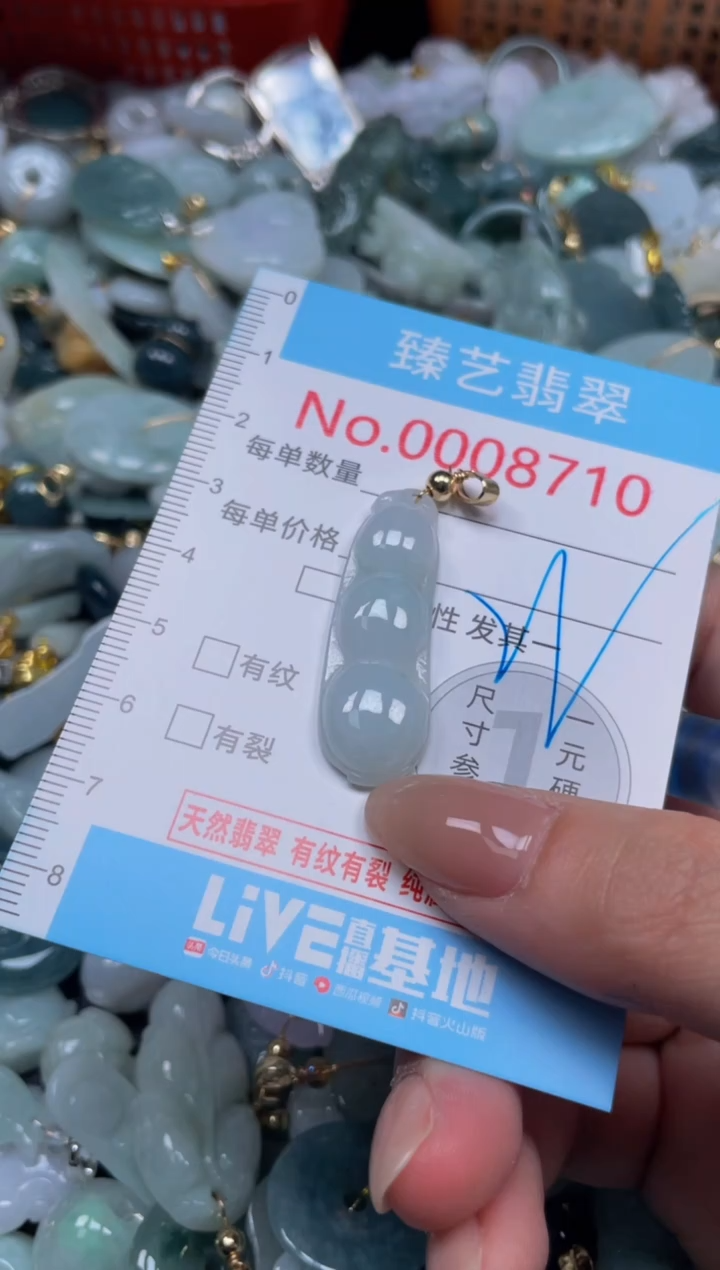 臻艺翡翠
No.0008710
每单数量
每单价格
性 发其一
有纹
有裂
尺寸参
1
一元硬
天然翡翠 有纹有裂 纯
LiVE直播基地
今日头条 抖音 西瓜视频 抖音火山版
0
1
2
3
4
5
6
7
8